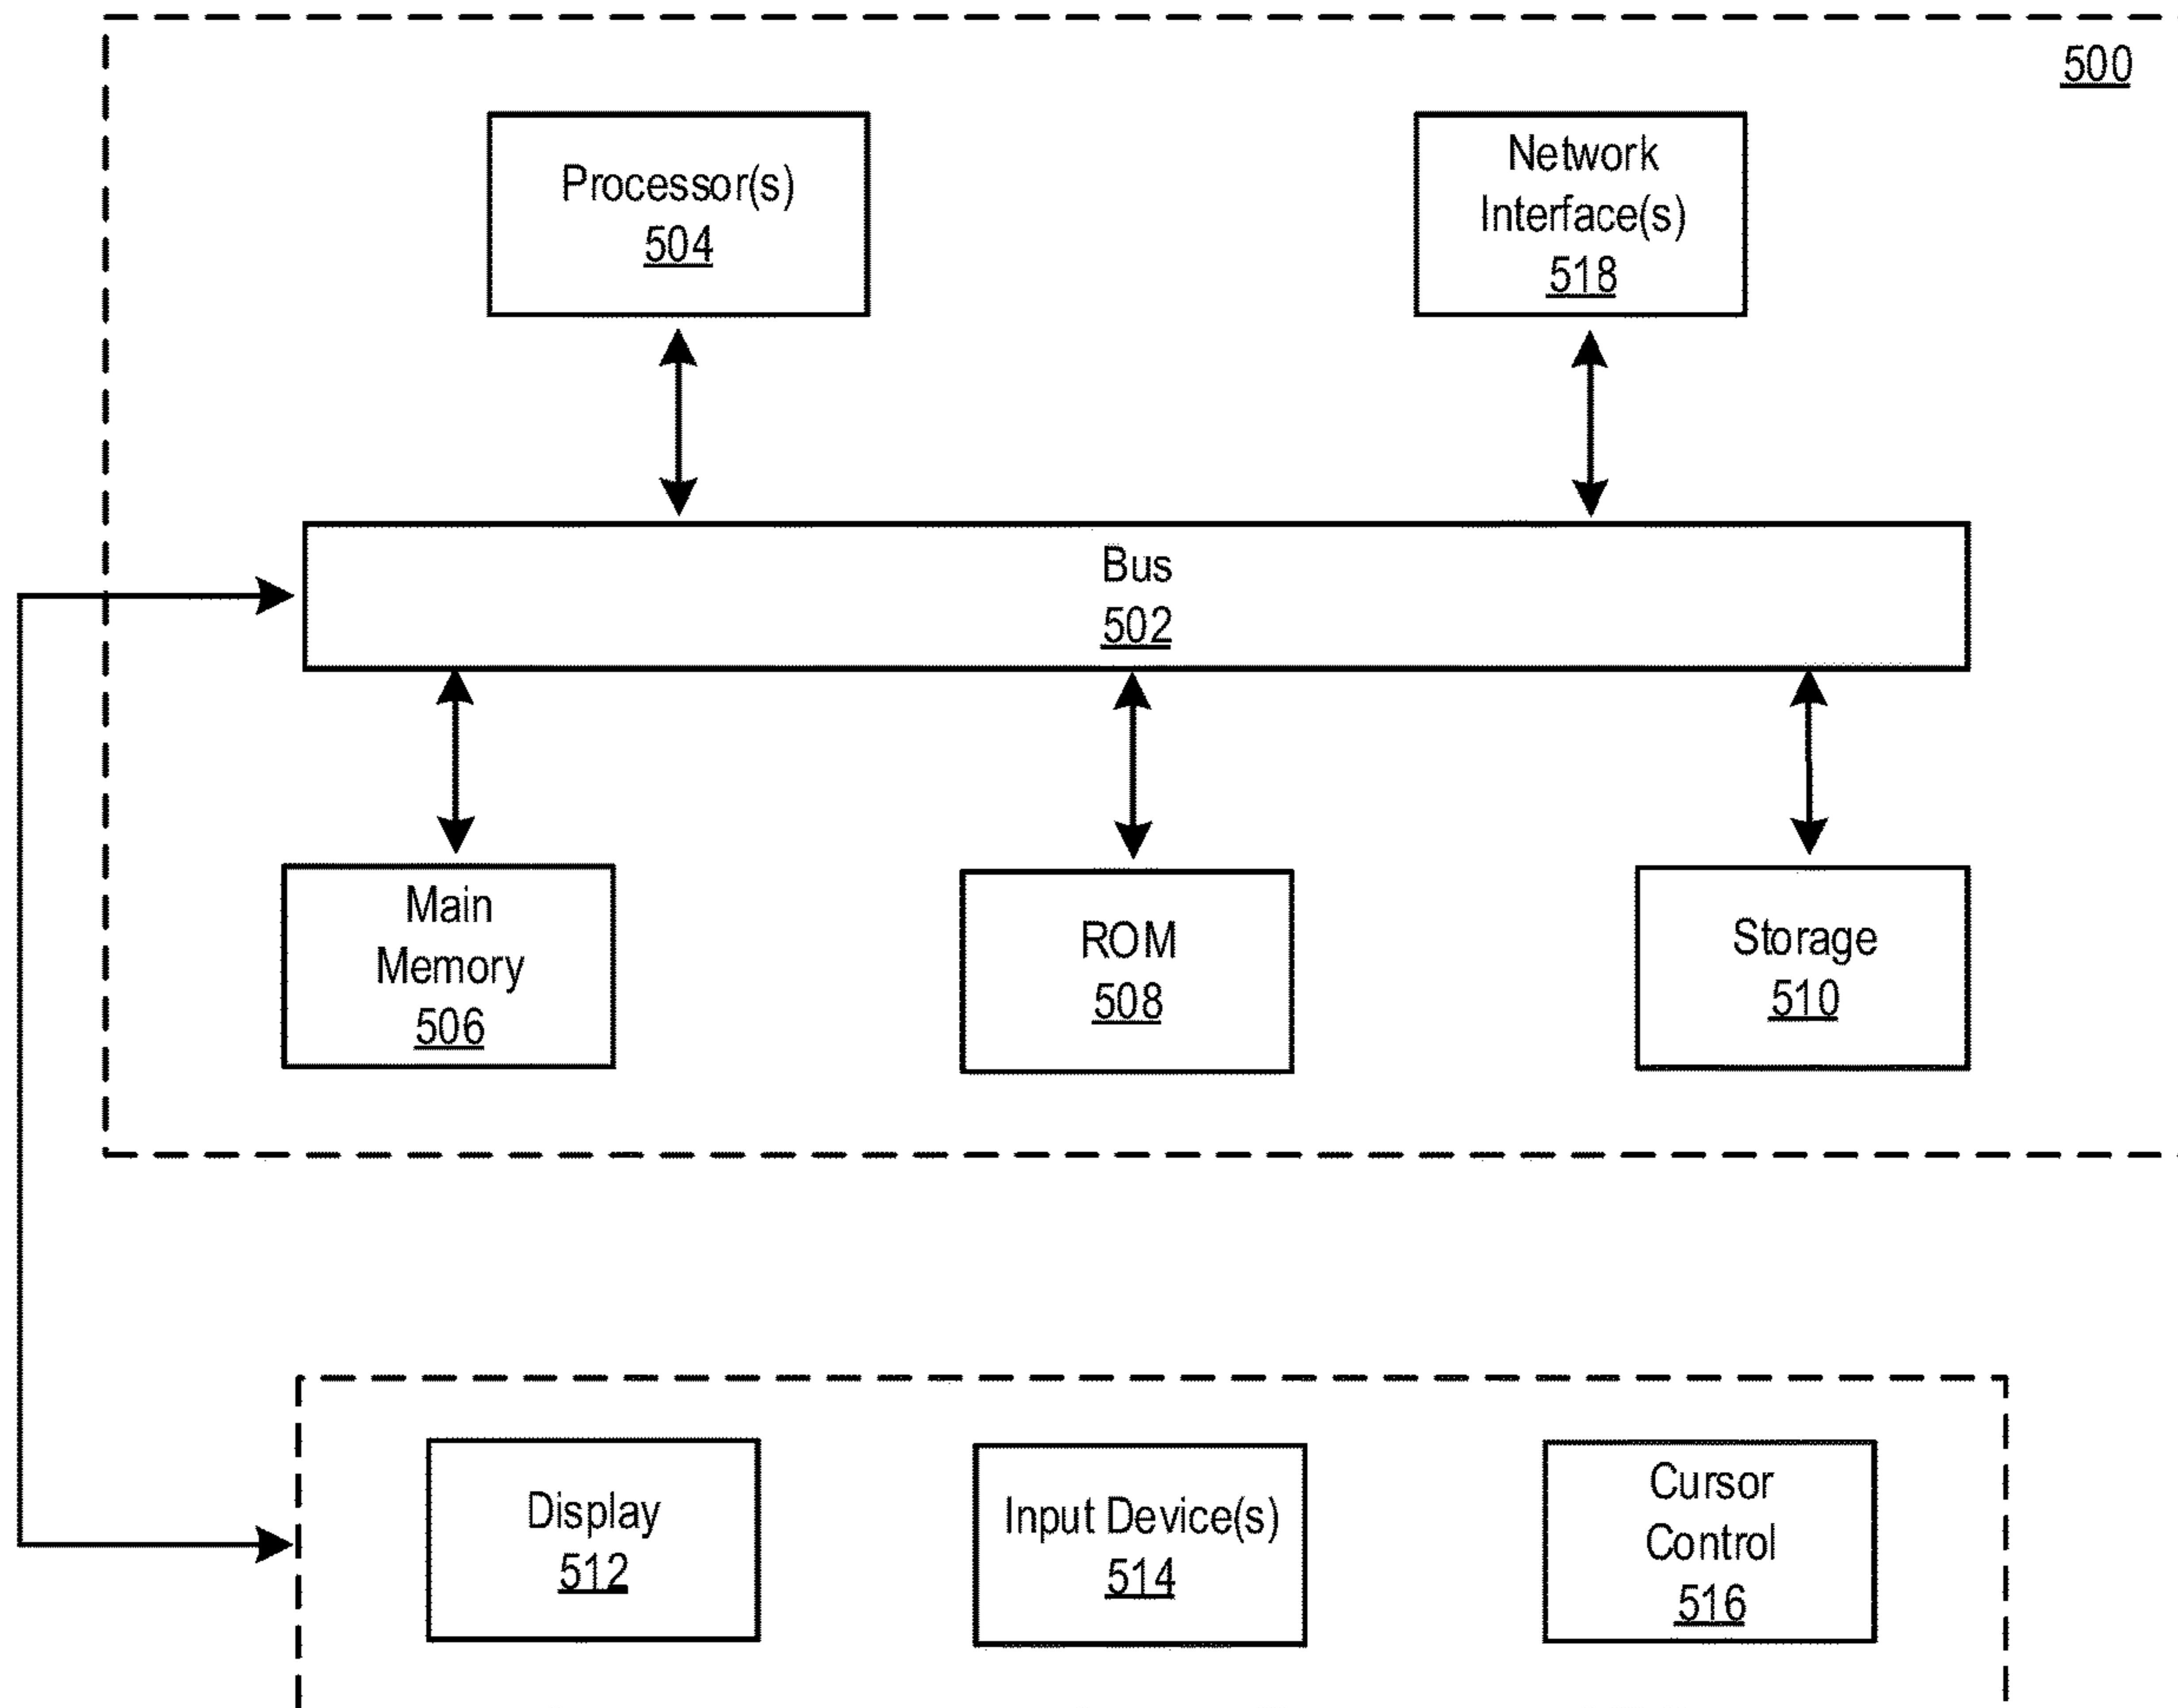 500
Processor(s)
504
Network
Interface(s)
518
Bus
502
Main
Memory
506
ROM
508
Storage
510
Display
512
Input Device(s)
514
Cursor
Control
516